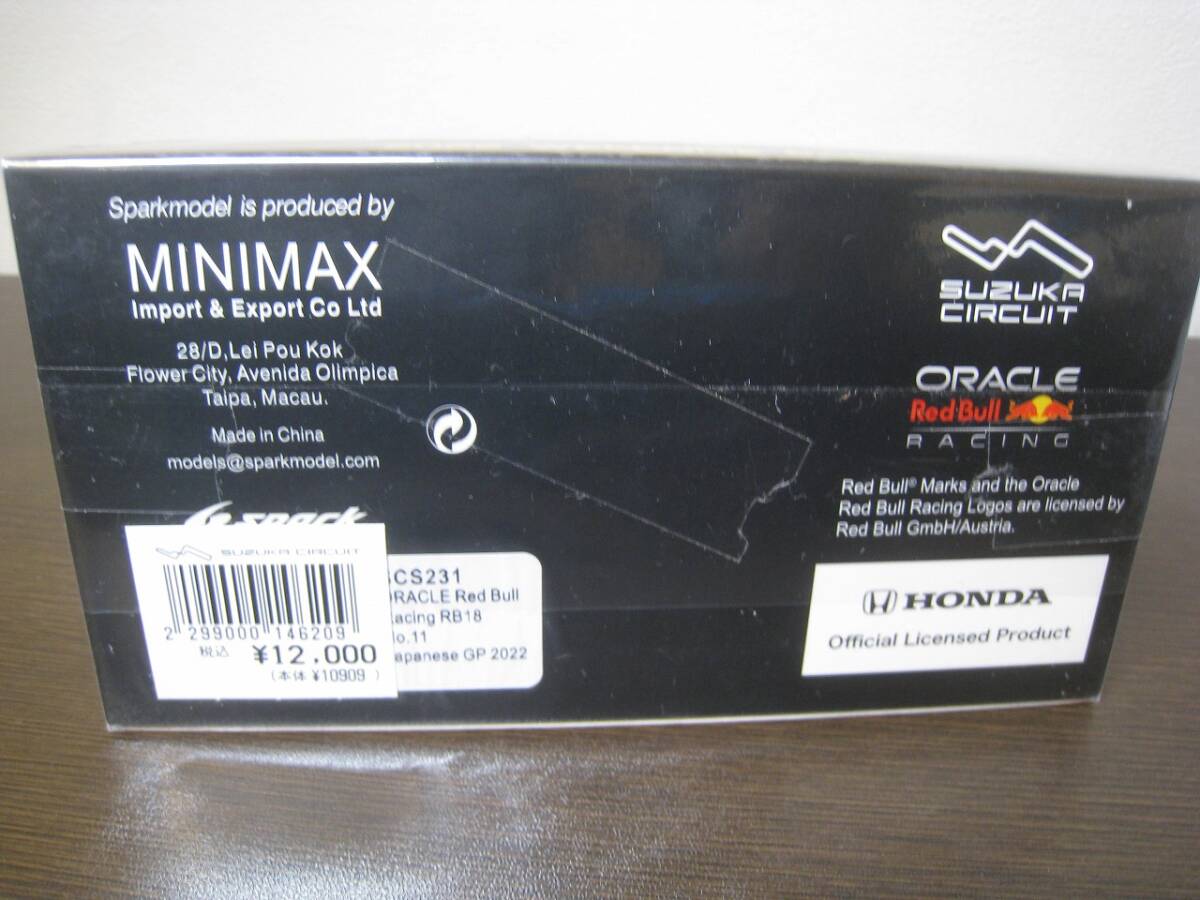 Sparkmodel is produced by
MINIMAX
Import & Export Co Ltd
28/D,Lei Pou Kok
Flower City, Avenida Olimpica
Taipa, Macau.
Made in China
models@sparkmodel.com
spark
SUZUKA CIRCUIT
2 299000 146209
税込 ¥12.000
(本体 ¥10909 )
CS231
ORACLE Red Bull
Racing RB18
No.11
Japanese GP 2022
SUZUKA
CIRCUIT
ORACLE
Red Bull
RACING
Red Bull® Marks and the Oracle
Red Bull Racing Logos are licensed by
Red Bull GmbH/Austria.
HONDA
Official Licensed Product